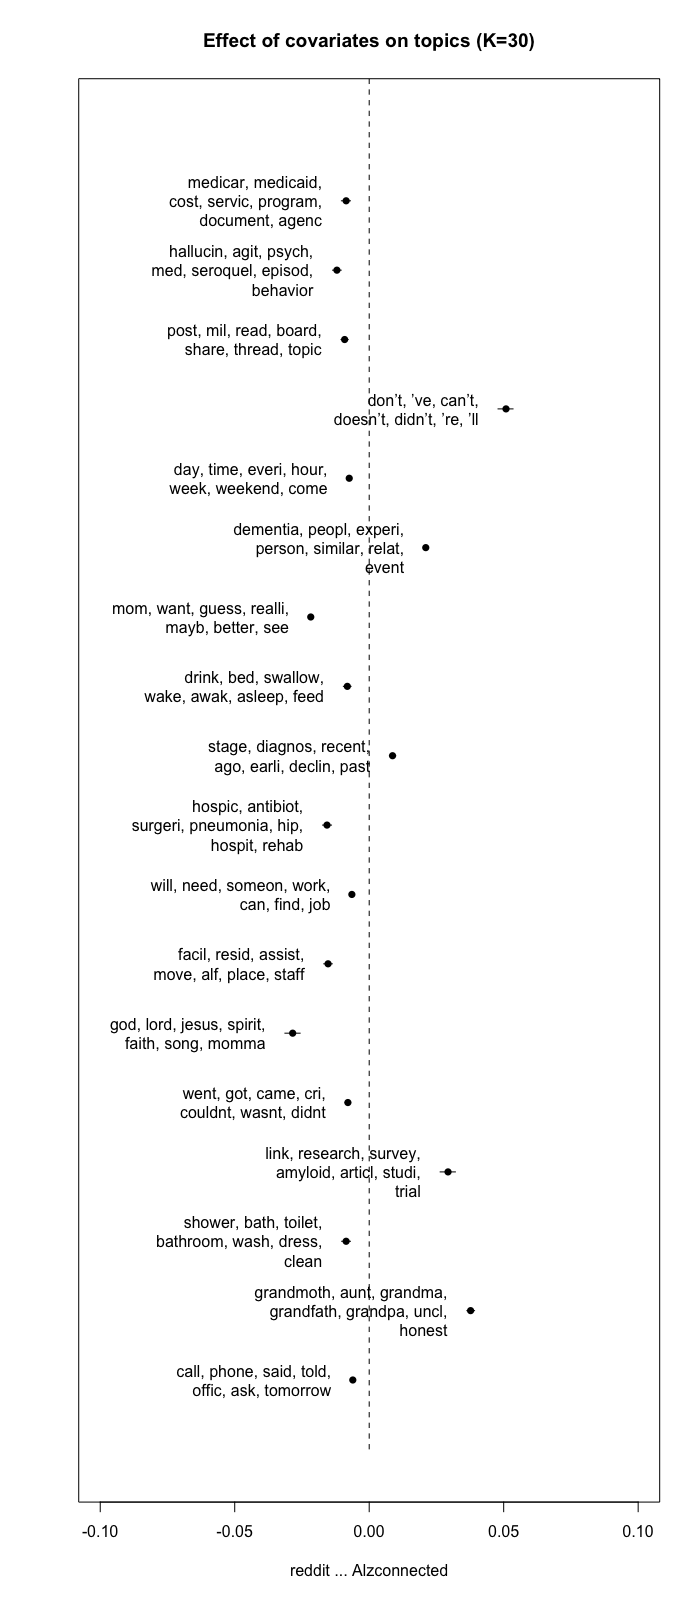 Effect of covariates on topics (K=30)
medicar, medicaid,
cost, servic, program,
document, agenc
hallucin, agit, psych,
med, seroquel, episod,
behavior
post, mil, read, board,
share, thread, topic
don’t, ’ve, can’t,
doesn’t, didn’t, ’re, ’ll
day, time, everi, hour,
week, weekend, come
dementia, peopl, experi,
person, similar, relat,
event
mom, want, guess, realli,
mayb, better, see
drink, bed, swallow,
wake, awak, asleep, feed
stage, diagnos, recent,
ago, earli, declin, past
hospic, antibiot,
surgeri, pneumonia, hip,
hospit, rehab
will, need, someon, work,
can, find, job
facil, resid, assist,
move, alf, place, staff
god, lord, jesus, spirit,
faith, song, momma
went, got, came, cri,
couldnt, wasnt, didnt
link, research, survey,
amyloid, articl, studi,
trial
shower, bath, toilet,
bathroom, wash, dress,
clean
grandmoth, aunt, grandma,
grandfath, grandpa, uncl,
honest
call, phone, said, told,
offic, ask, tomorrow
-0.10 -0.05 0.00 0.05 0.10
reddit ... Alzconnected